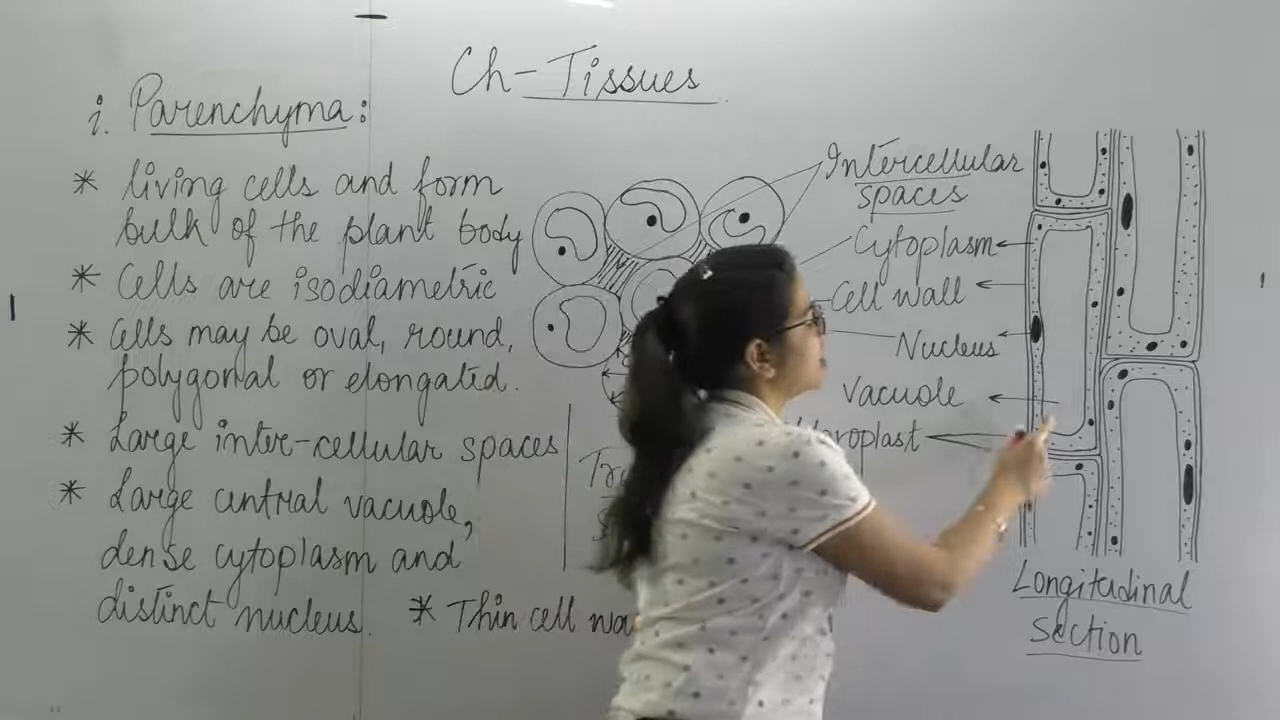 Ch-Tissues
i. Parenchyma:
* living cells and form
bulk of the plant body
* Cells are isodiametric
* Cells may be oval, round,
polygonal or elongated.
* Large inter-cellular spaces
* Large central vacuole,
dense cytoplasm and
distinct nucleus. * Thin cell
Intercellular
spaces
Cytoplasm
Cell wall
Nucleus
Vacuole
Longitudinal
Section